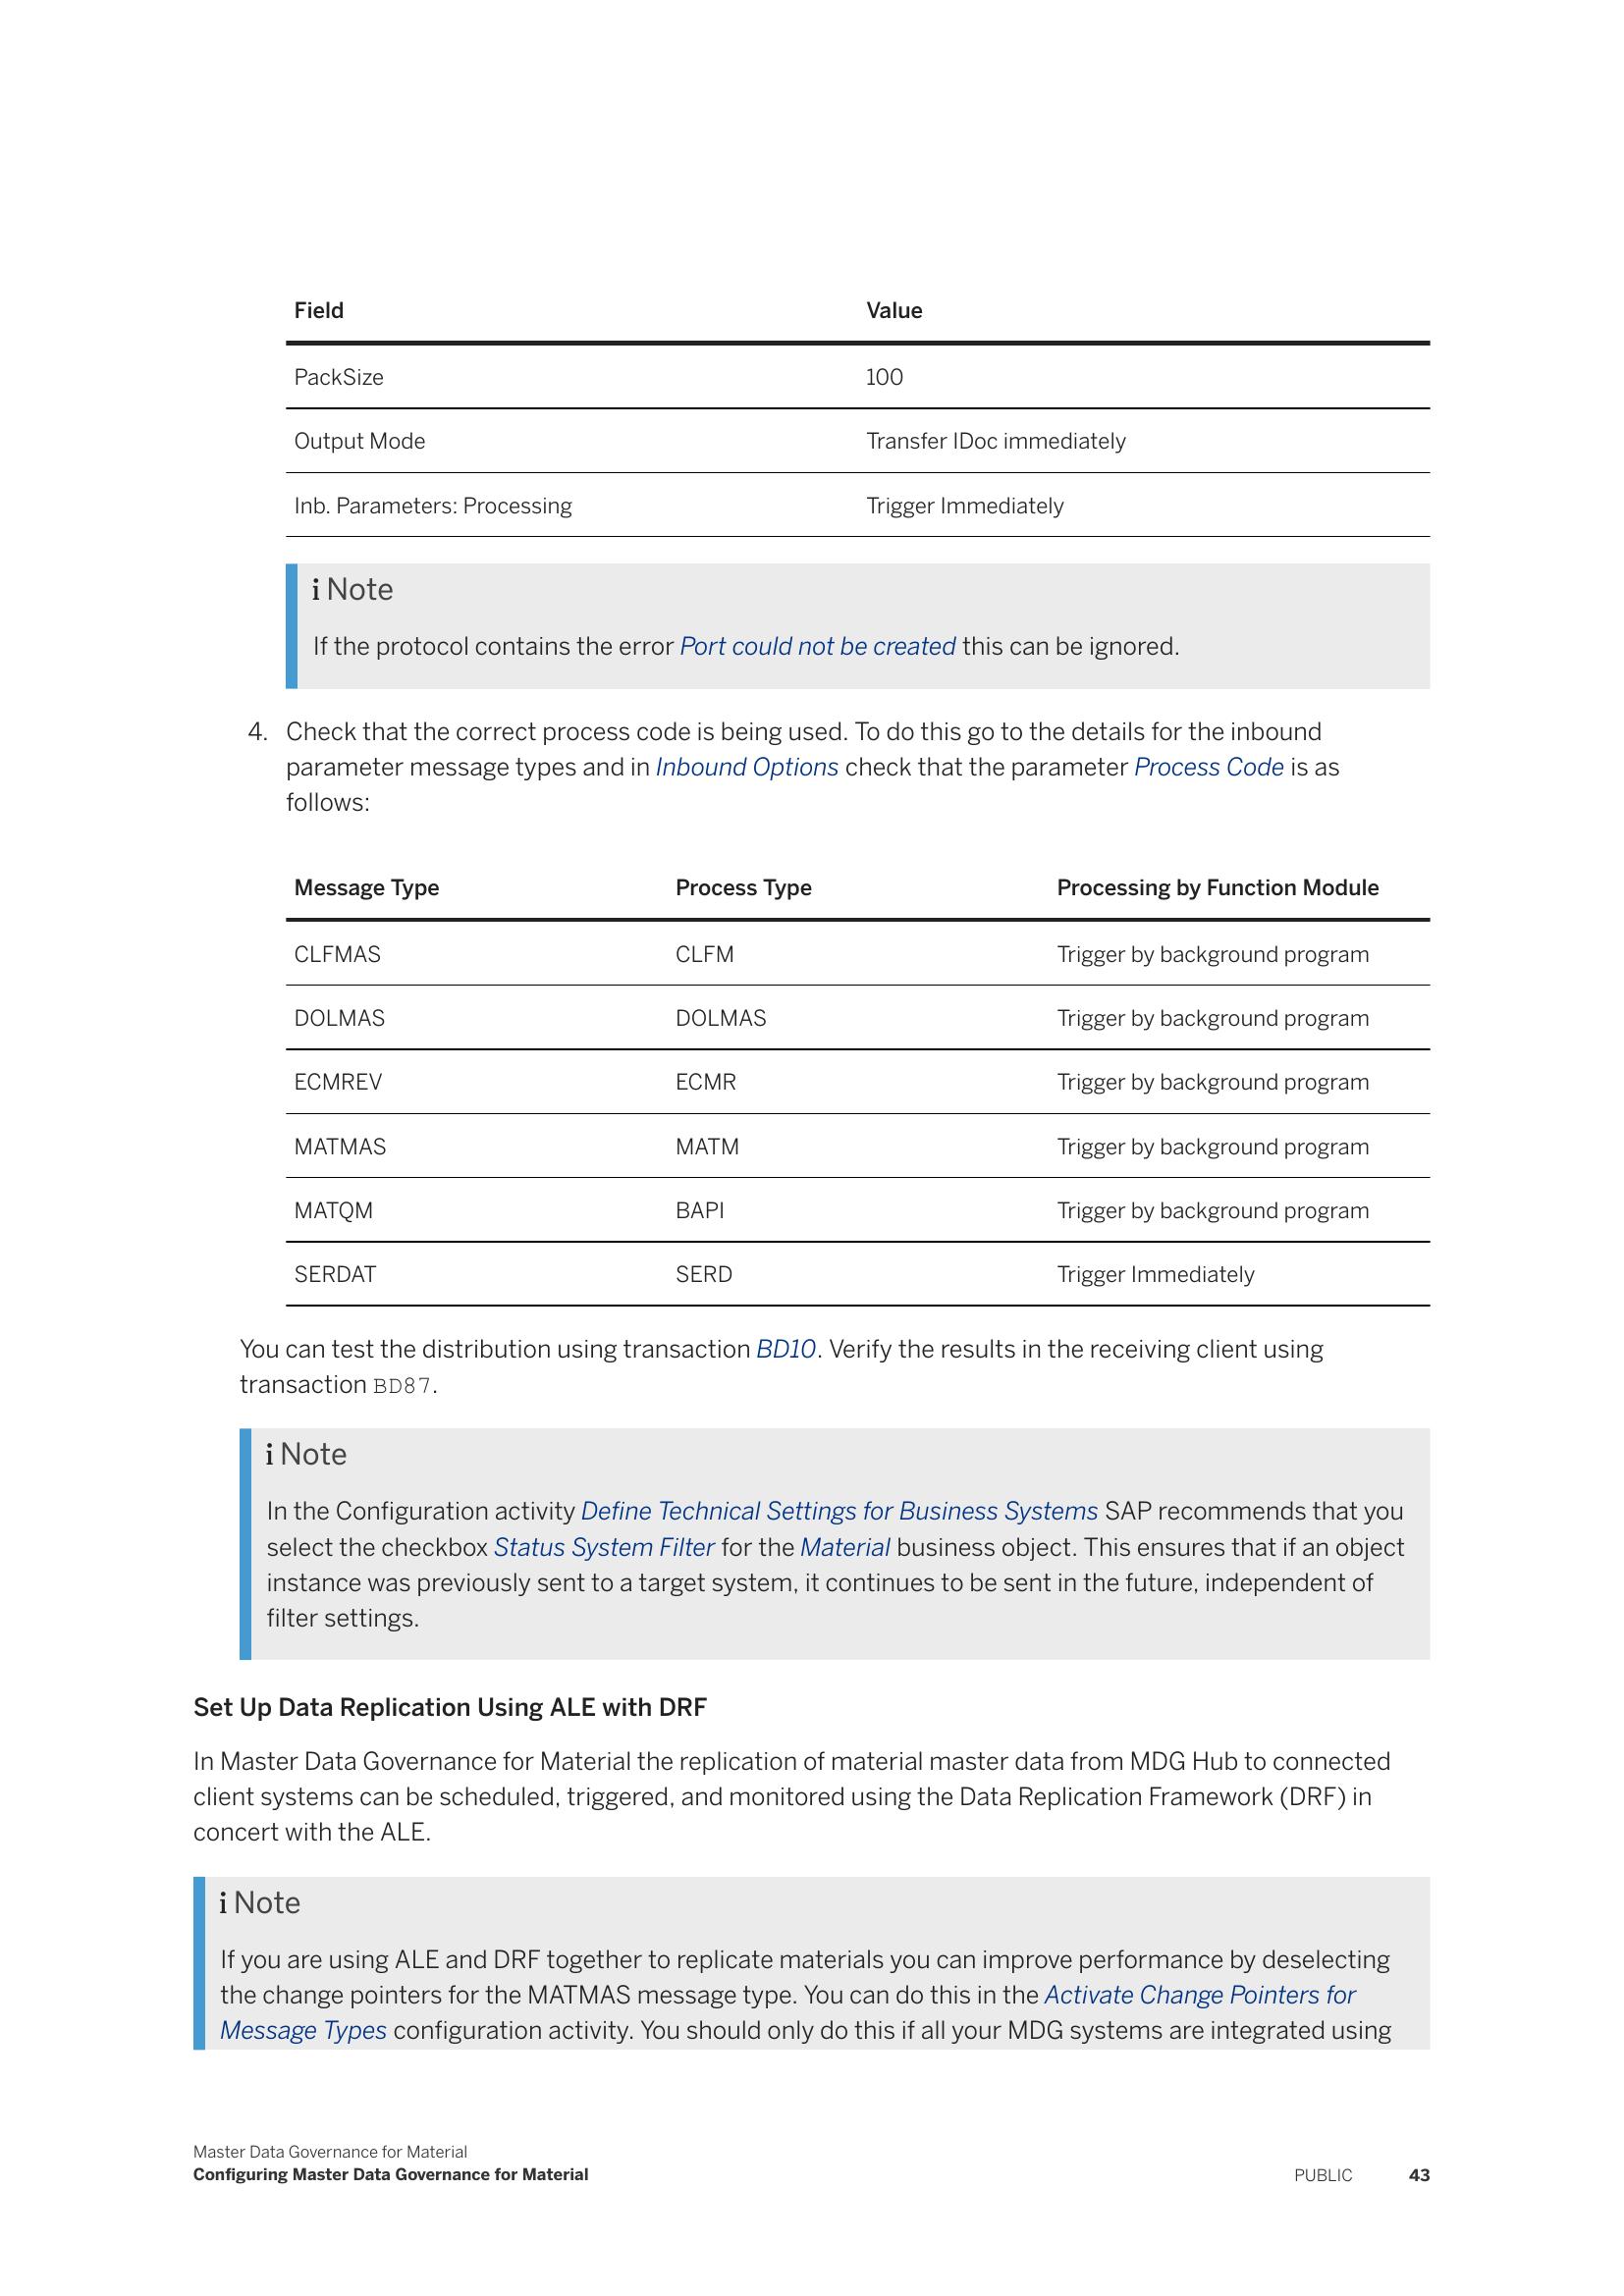 Field Value
PackSize 100
Output Mode Transfer IDoc immediately
Inb. Parameters: Processing Trigger Immediately
i Note
If the protocol contains the error Port could not be created this can be ignored.
4. Check that the correct process code is being used. To do this go to the details for the inbound
parameter message types and in Inbound Options check that the parameter Process Code is as
follows:
Message Type Process Type Processing by Function Module
CLFMAS CLFM Trigger by background program
DOLMAS DOLMAS Trigger by background program
ECMREV ECMR Trigger by background program
MATMAS MATM Trigger by background program
MATQM BAPI Trigger by background program
SERDAT SERD Trigger Immediately
You can test the distribution using transaction BD10. Verify the results in the receiving client using
transaction BD87.
i Note
In the Configuration activity Define Technical Settings for Business Systems SAP recommends that you
select the checkbox Status System Filter for the Material business object. This ensures that if an object
instance was previously sent to a target system, it continues to be sent in the future, independent of
filter settings.
Set Up Data Replication Using ALE with DRF
In Master Data Governance for Material the replication of material master data from MDG Hub to connected
client systems can be scheduled, triggered, and monitored using the Data Replication Framework (DRF) in
concert with the ALE.
i Note
If you are using ALE and DRF together to replicate materials you can improve performance by deselecting
the change pointers for the MATMAS message type. You can do this in the Activate Change Pointers for
Message Types configuration activity. You should only do this if all your MDG systems are integrated using
Master Data Governance for Material
Configuring Master Data Governance for Material PUBLIC 43